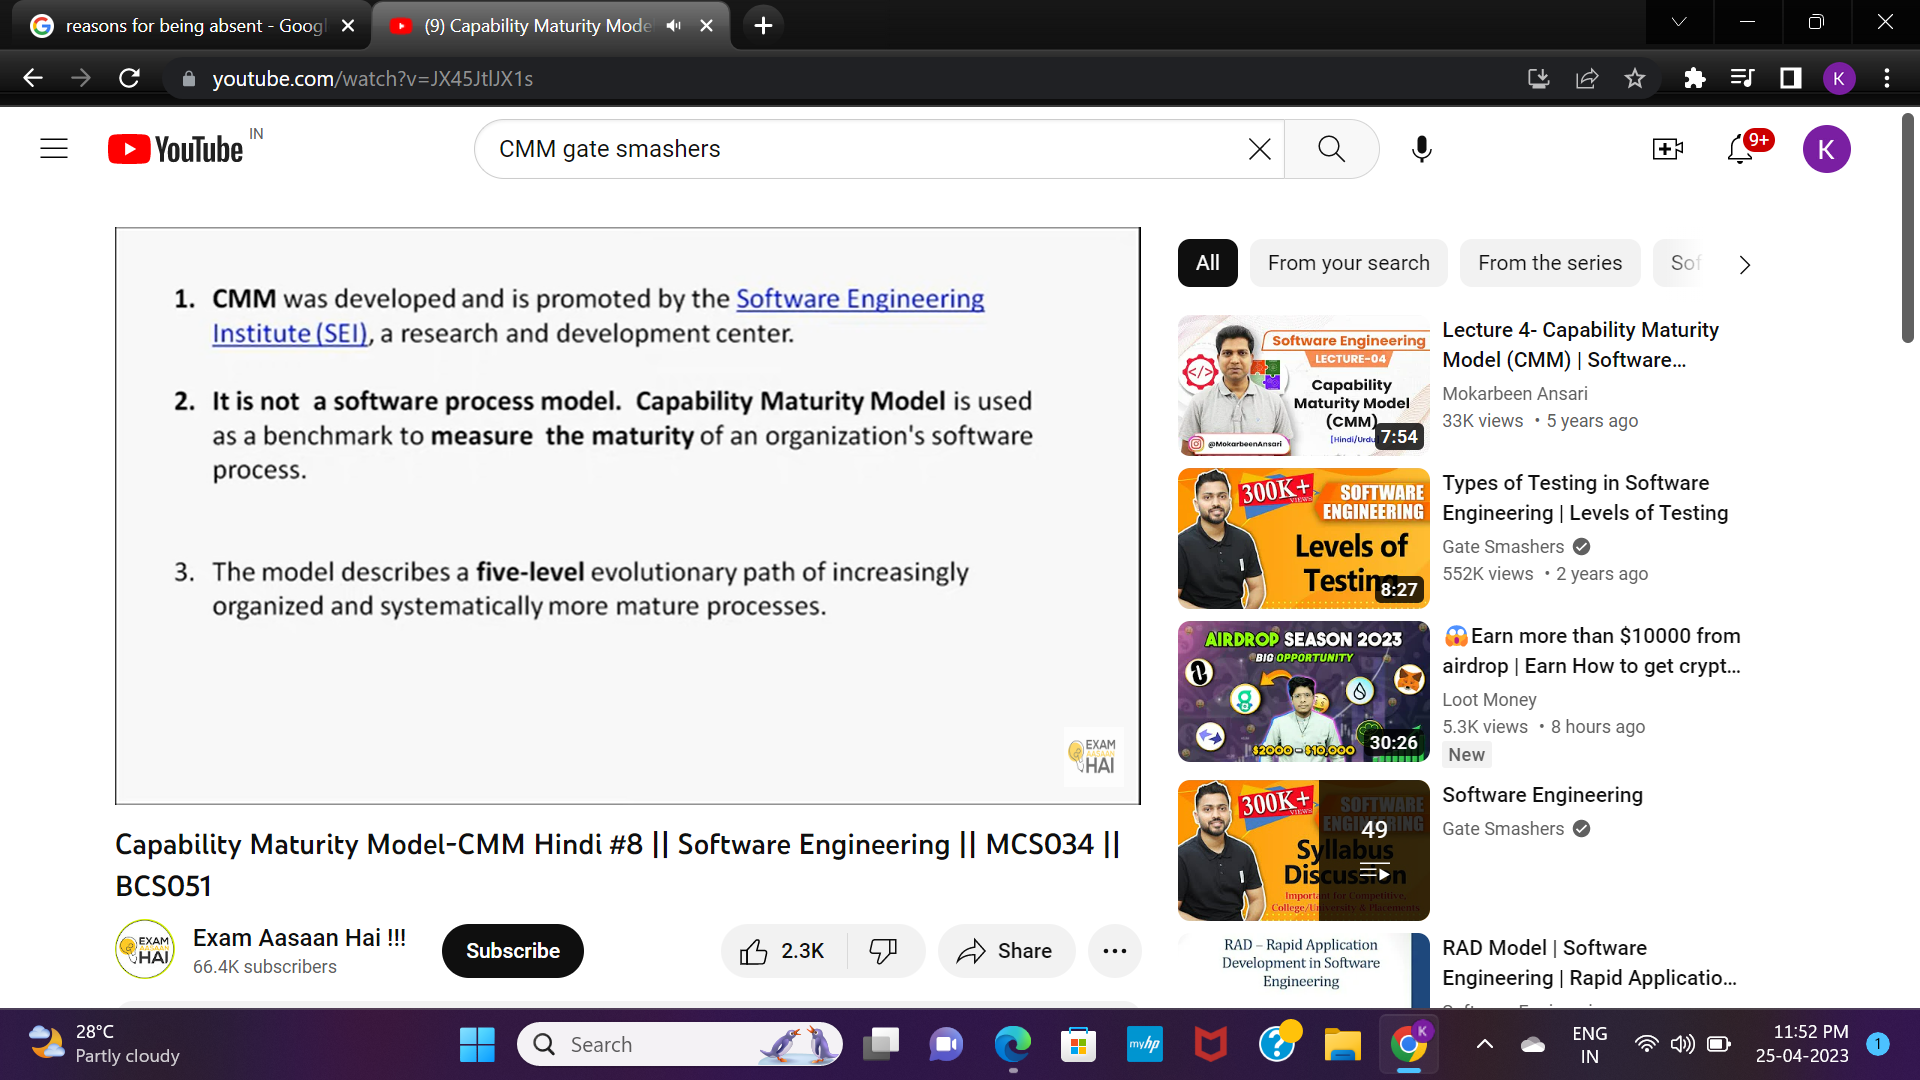 reasons for being absent - Goog
(9) Capability Maturity Mode
youtube.com/watch?v=JX45JtlJX1s
K
YouTube IN
CMM gate smashers
9+
K
1. CMM was developed and is promoted by the Software Engineering
Institute (SEI), a research and development center.
2. It is not a software process model. Capability Maturity Model is used
as a benchmark to measure the maturity of an organization's software
process.
3. The model describes a five-level evolutionary path of increasingly
organized and systematically more mature processes.
EXAM
AASAAN
HAI
Capability Maturity Model-CMM Hindi #8 || Software Engineering || MCS034 ||
BCS051
EXAM
AASAAN
HAI
Exam Aasaan Hai !!!
66.4K subscribers
Subscribe
2.3K
Share
All
From your search
From the series
Sof
Software Engineering
LECTURE-04
Capability
Maturity Model
(CMM)
[Hindi/Urdu]
@MokarbeenAnsari
7:54
Lecture 4- Capability Maturity
Model (CMM) | Software...
Mokarbeen Ansari
33K views • 5 years ago
300K+
VIEWS
SOFTWARE
ENGINEERING
Levels of
Testing
8:27
Types of Testing in Software
Engineering | Levels of Testing
Gate Smashers
552K views • 2 years ago
AIRDROP SEASON 2023
BIG OPPORTUNITY
$2000 - $10,000
30:26
😱Earn more than $10000 from
airdrop | Earn How to get crypt...
Loot Money
5.3K views • 8 hours ago
New
300K+
VIEWS
SOFTWARE
ENGINEERING
49
Syllabus
Discussion
Important for Competitive,
College/University & Placements
Software Engineering
Gate Smashers
RAD – Rapid Application
Development in Software
Engineering
RAD Model | Software
Engineering | Rapid Applicatio...
28°C
Partly cloudy
Search
myhp
K
ENG
IN
11:52 PM
25-04-2023
1